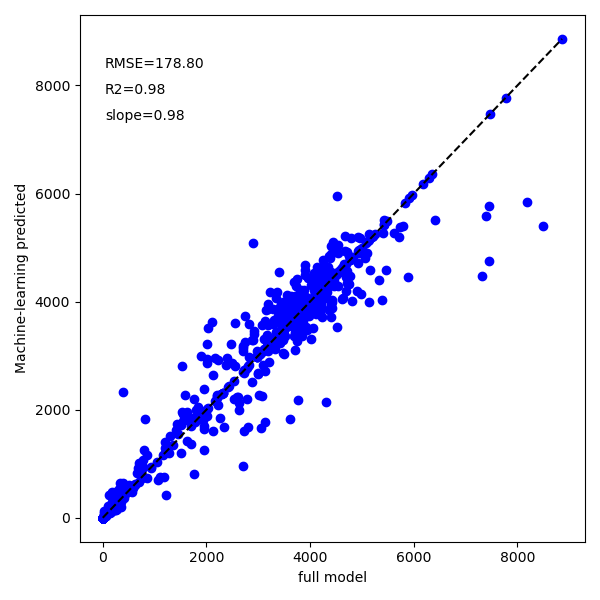 RMSE=178.80
R2=0.98
slope=0.98
Machine-learning predicted
8000
6000
4000
2000
0
0 2000 4000 6000 8000
full model